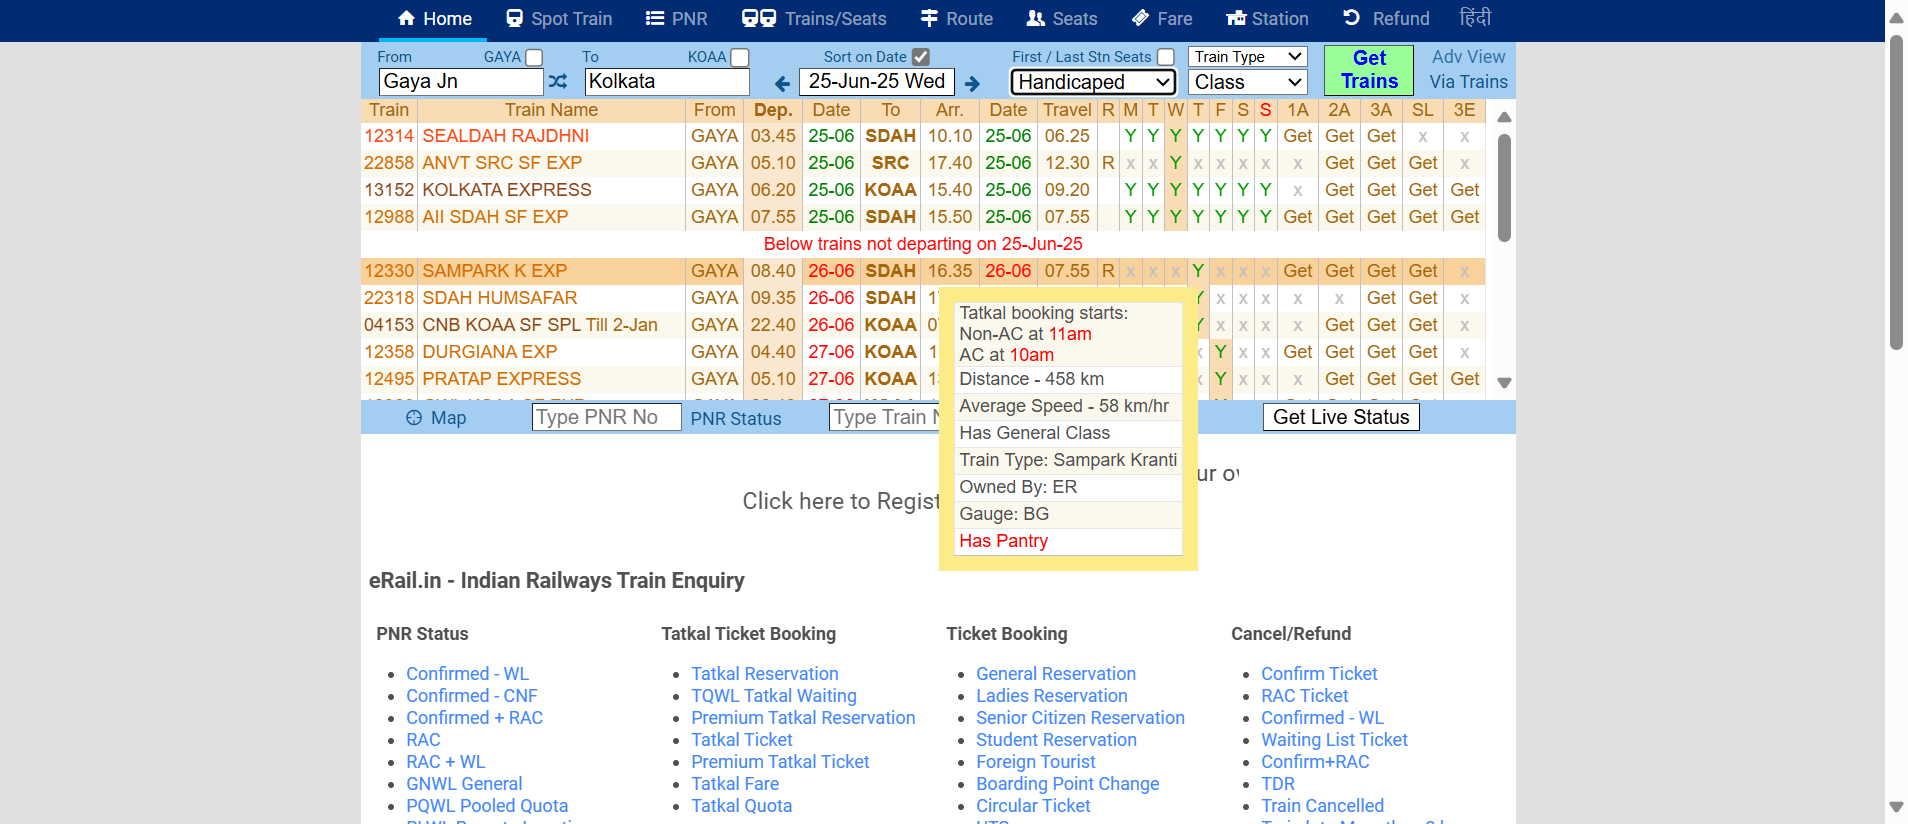 Home Spot Train PNR Trains/Seats Route Seats Fare Station Refund हिंदी
From GAYA To KOAA Sort on Date First / Last Stn Seats Train Type Get Trains Adv View
Gaya Jn Kolkata 25-Jun-25 Wed Handicaped Class Via Trains
Train Train Name From Dep. Date To Arr. Date Travel R M T W T F S S 1A 2A 3A SL 3E
12314 SEALDAH RAJDHNI GAYA 03.45 25-06 SDAH 10.10 25-06 06.25 Y Y Y Y Y Y Y Get Get Get x x
22858 ANVT SRC SF EXP GAYA 05.10 25-06 SRC 17.40 25-06 12.30 R x x Y x x x x x Get Get Get x
13152 KOLKATA EXPRESS GAYA 06.20 25-06 KOAA 15.40 25-06 09.20 Y Y Y Y Y Y Y x Get Get Get Get
12988 AII SDAH SF EXP GAYA 07.55 25-06 SDAH 15.50 25-06 07.55 Y Y Y Y Y Y Y Get Get Get Get Get
Below trains not departing on 25-Jun-25
12330 SAMPARK K EXP GAYA 08.40 26-06 SDAH 16.35 26-06 07.55 R x x x Y x x x Get Get Get Get x
22318 SDAH HUMSAFAR GAYA 09.35 26-06 SDAH Y x x x x x Get Get x
04153 CNB KOAA SF SPL Till 2-Jan GAYA 22.40 26-06 KOAA Y x x x x Get Get Get x
12358 DURGIANA EXP GAYA 04.40 27-06 KOAA x Y x x Get Get Get Get x
12495 PRATAP EXPRESS GAYA 05.10 27-06 KOAA x Y x x x Get Get Get Get
Tatkal booking starts:
Non-AC at 11am
AC at 10am
Distance - 458 km
Average Speed - 58 km/hr
Has General Class
Train Type: Sampark Kranti
Owned By: ER
Gauge: BG
Has Pantry
Map Type PNR No PNR Status Type Train Get Live Status
ur
Click here to Regist
eRail.in - Indian Railways Train Enquiry
PNR Status
Confirmed - WL
Confirmed - CNF
Confirmed + RAC
RAC
RAC + WL
GNWL General
PQWL Pooled Quota
Tatkal Ticket Booking
Tatkal Reservation
TQWL Tatkal Waiting
Premium Tatkal Reservation
Tatkal Ticket
Premium Tatkal Ticket
Tatkal Fare
Tatkal Quota
Ticket Booking
General Reservation
Ladies Reservation
Senior Citizen Reservation
Student Reservation
Foreign Tourist
Boarding Point Change
Circular Ticket
Cancel/Refund
Confirm Ticket
RAC Ticket
Confirmed - WL
Waiting List Ticket
Confirm+RAC
TDR
Train Cancelled